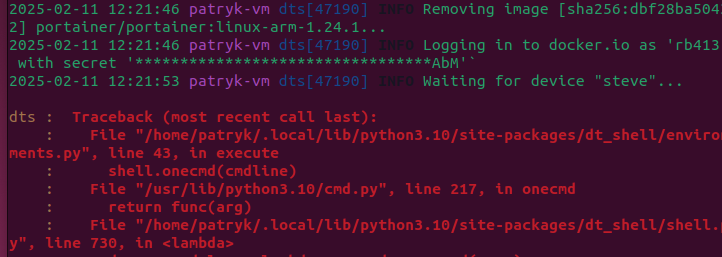 2025-02-11 12:21:46 patryk-vm dts[47190] INFO Removing image [sha256:dbf28ba504
2] portainer/portainer:linux-arm-1.24.1...
2025-02-11 12:21:46 patryk-vm dts[47190] INFO Logging in to docker.io as 'rb413
with secret '*********************************AbM'`
2025-02-11 12:21:53 patryk-vm dts[47190] INFO Waiting for device "steve"...
dts :  Traceback (most recent call last):
:    File "/home/patryk/.local/lib/python3.10/site-packages/dt_shell/environ
ments.py", line 43, in execute
:      shell.onecmd(cmdline)
:    File "/usr/lib/python3.10/cmd.py", line 217, in onecmd
:      return func(arg)
:    File "/home/patryk/.local/lib/python3.10/site-packages/dt_shell/shell.p
y", line 730, in <lambda>